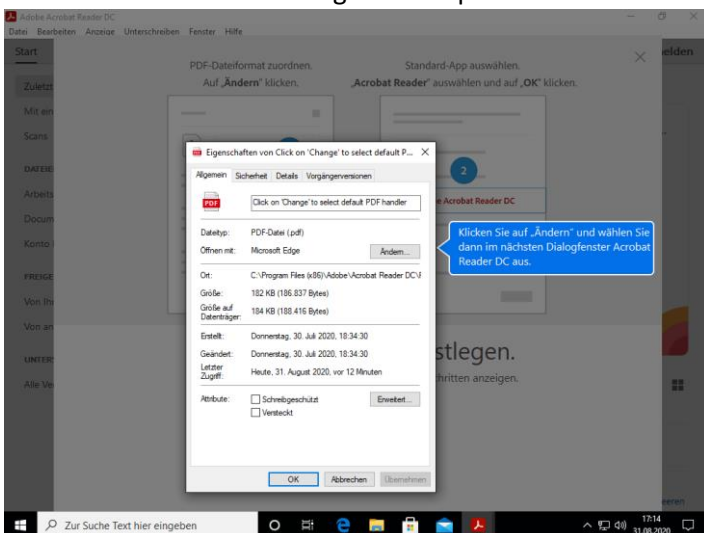 Adobe Acrobat Reader DC
Datei Bearbeiten Anzeige Unterschreiben Fenster Hilfe
Start
elden
PDF-Dateiformat zuordnen.
Auf „Ändern“ klicken.
Standard-App auswählen.
„Acrobat Reader“ auswählen und auf „OK“ klicken.
Zuletzt
Mit ein
Scans
DATEIE
Arbeits
Docum
Konto
FREIGE
Von Ihn
Von an
UNTERS
Alle Ve
2
e Acrobat Reader DC
Eigenschaften von Click on 'Change' to select default P...
Allgemein Sicherheit Details Vorgängerversionen
PDF
Click on 'Change' to select default PDF handler
Dateityp: PDF-Datei (.pdf)
Öffnen mit: Microsoft Edge Ändern...
Ort: C:\Program Files (x86)\Adobe\Acrobat Reader DC\F
Größe: 182 KB (186.837 Bytes)
Größe auf Datenträger: 184 KB (188.416 Bytes)
Erstellt: Donnerstag, 30. Juli 2020, 18:34:30
Geändert: Donnerstag, 30. Juli 2020, 18:34:30
Letzter Zugriff: Heute, 31. August 2020, vor 12 Minuten
Attribute: Schreibgeschützt Erweitert...
Versteckt
OK Abbrechen Übernehmen
Klicken Sie auf „Ändern“ und wählen Sie
dann im nächsten Dialogfenster Acrobat
Reader DC aus.
stlegen.
hritten anzeigen.
eeren
Zur Suche Text hier eingeben
17:14
31.08.2020